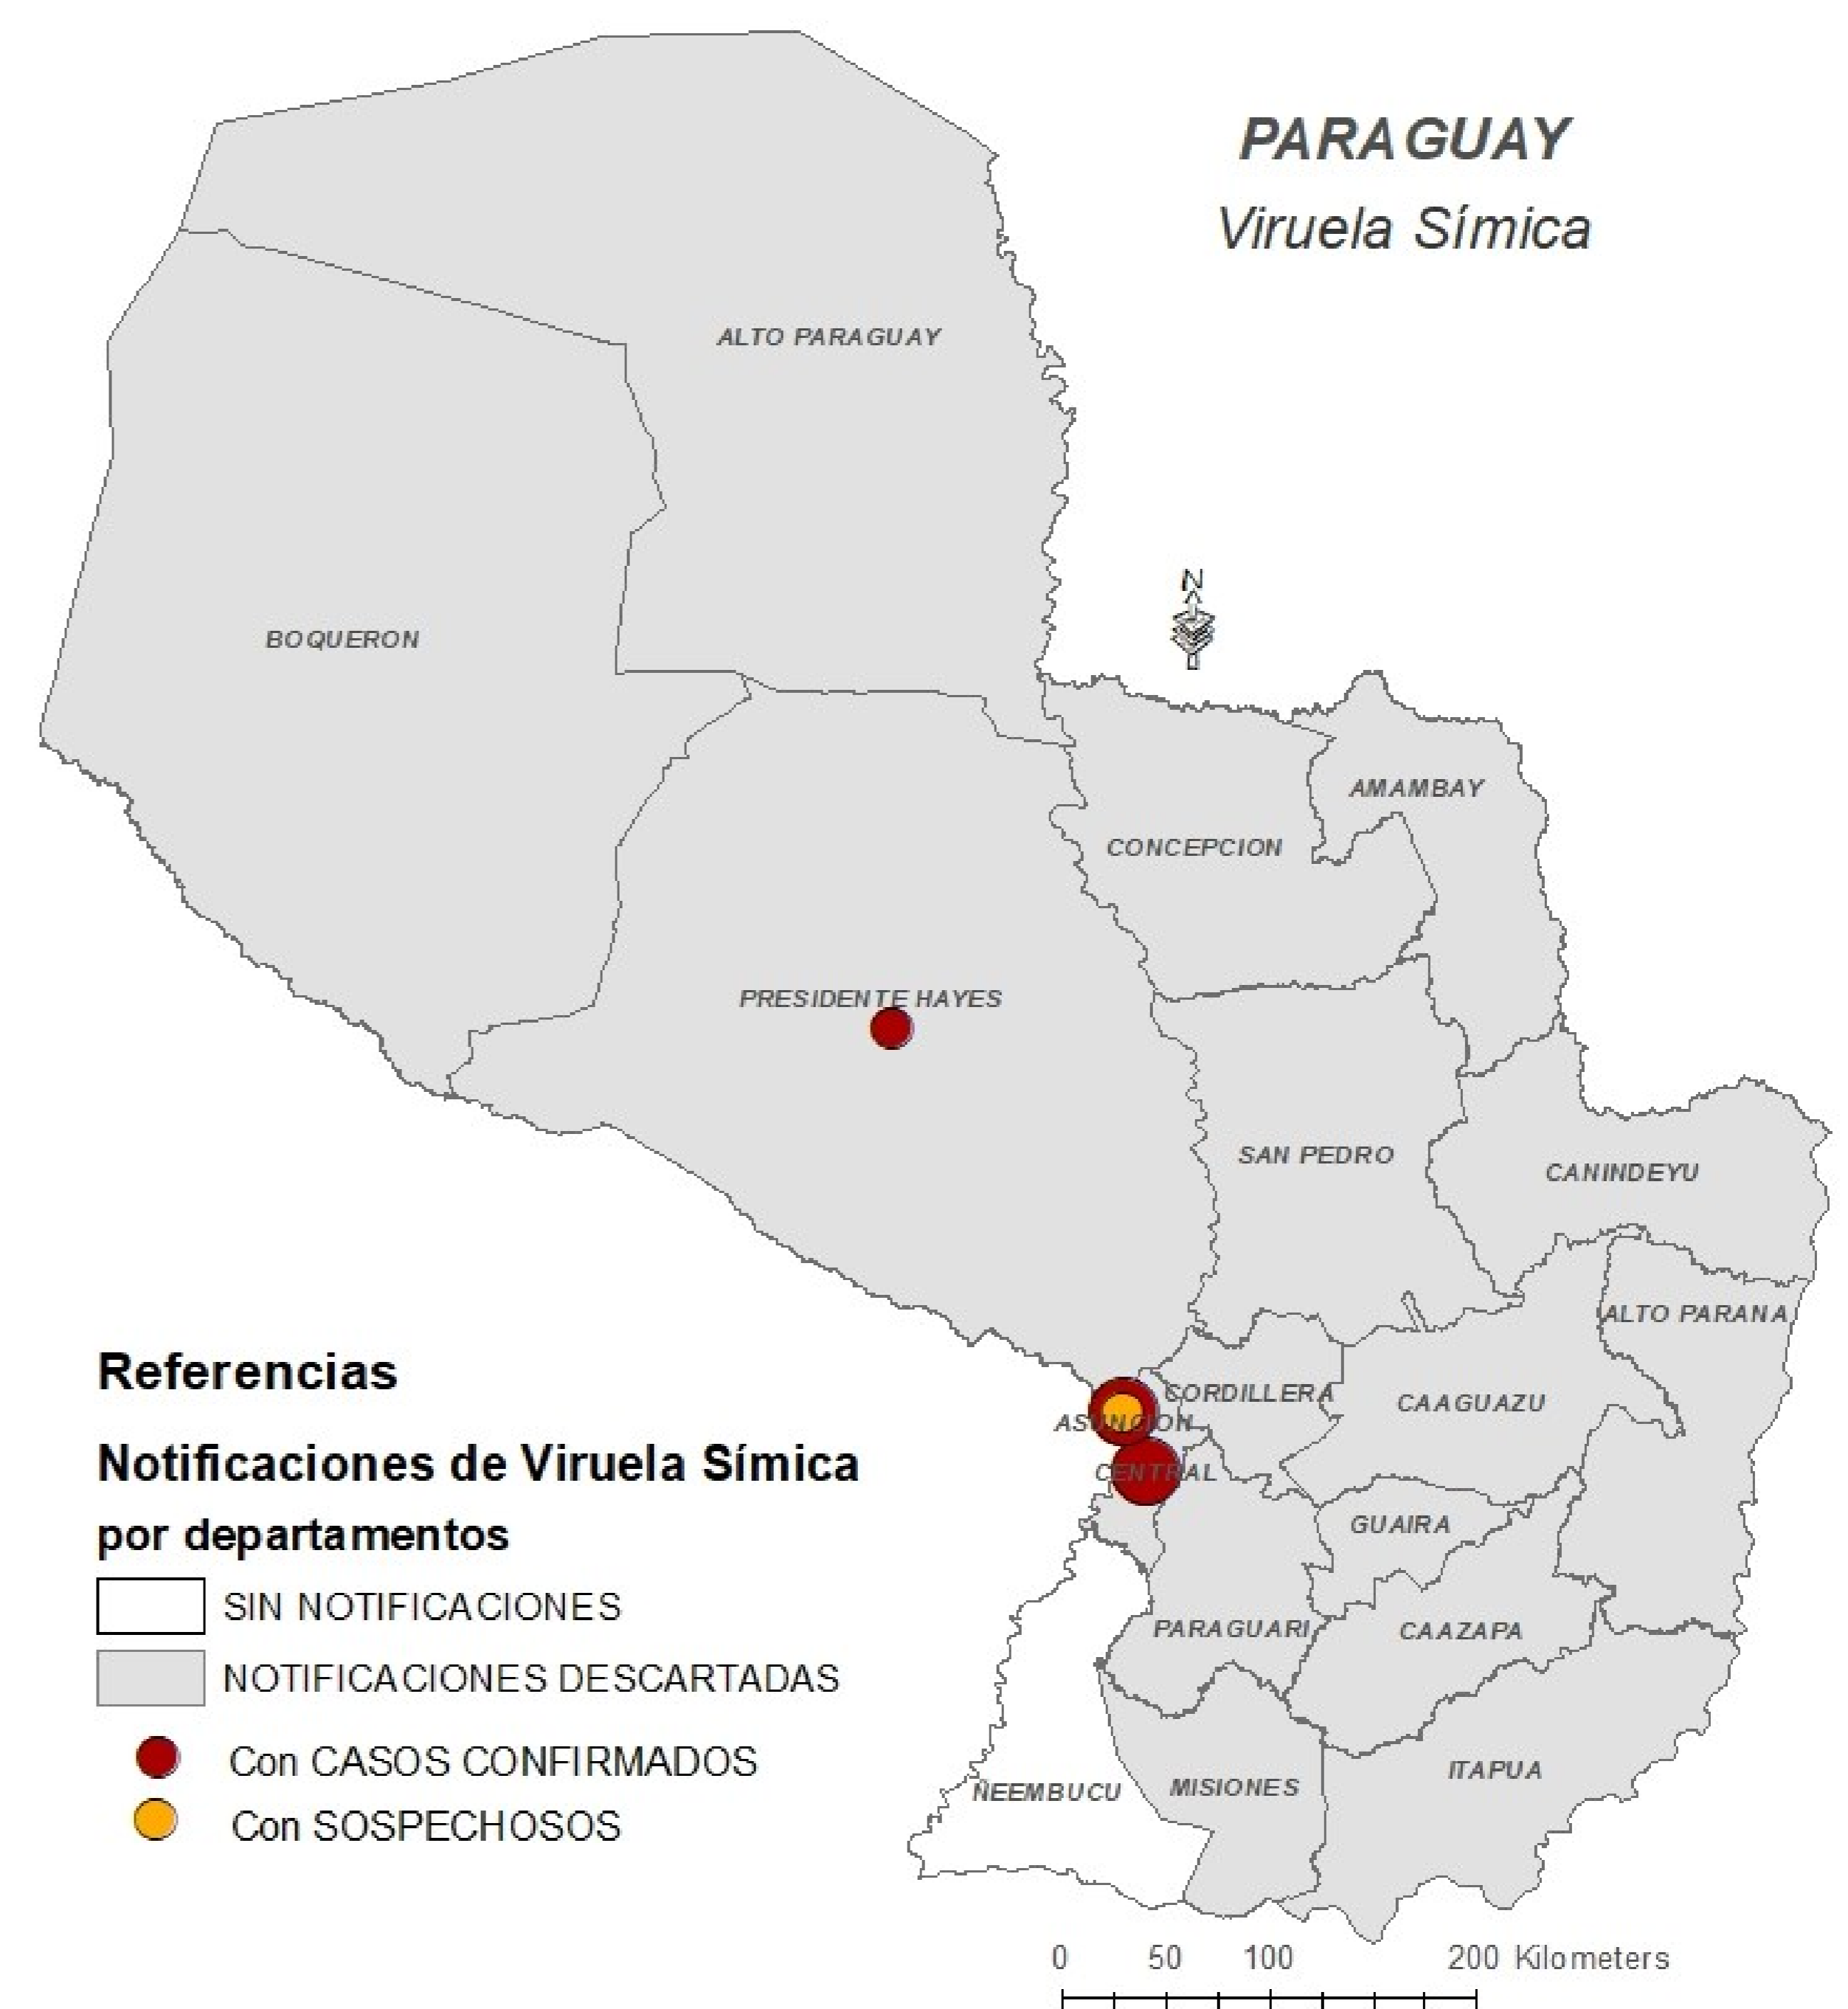 PARAGUAY
Viruela Símica
ALTO PARAGUAY
N
BOQUERON
AMAMBAY
CONCEPCION
PRESIDENTE HAYES
SAN PEDRO
CANINDEYU
ALTO PARANA
CORDILLERA
CAAGUAZU
ASUNCION
CENTRAL
GUAIRA
PARAGUARI
CAAZAPA
ITAPUA
MISIONES
ÑEEMBUCU
Referencias
Notificaciones de Viruela Símica
por departamentos
SIN NOTIFICACIONES
NOTIFICACIONES DESCARTADAS
Con CASOS CONFIRMADOS
Con SOSPECHOSOS
0 50 100 200 Kilometers